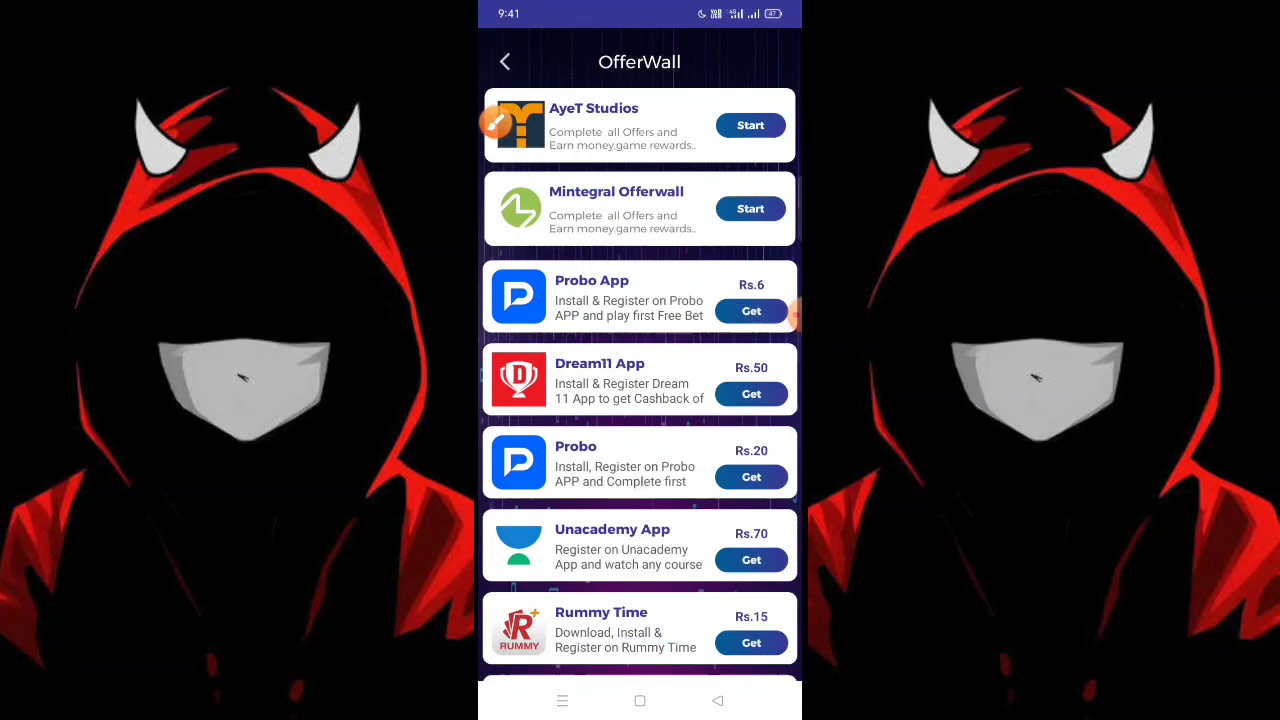 9:41
47
OfferWall
AyeT Studios
Complete all Offers and
Earn money.game rewards..
Start
Mintegral Offerwall
Complete all Offers and
Earn money.game rewards..
Start
Probo App
Install & Register on Probo
APP and play first Free Bet
Rs.6
Get
Dream11 App
Install & Register Dream
11 App to get Cashback of
Rs.50
Get
Probo
Install, Register on Probo
APP and Complete first
Rs.20
Get
Unacademy App
Register on Unacademy
App and watch any course
Rs.70
Get
RUMMY
Rummy Time
Download, Install &
Register on Rummy Time
Rs.15
Get